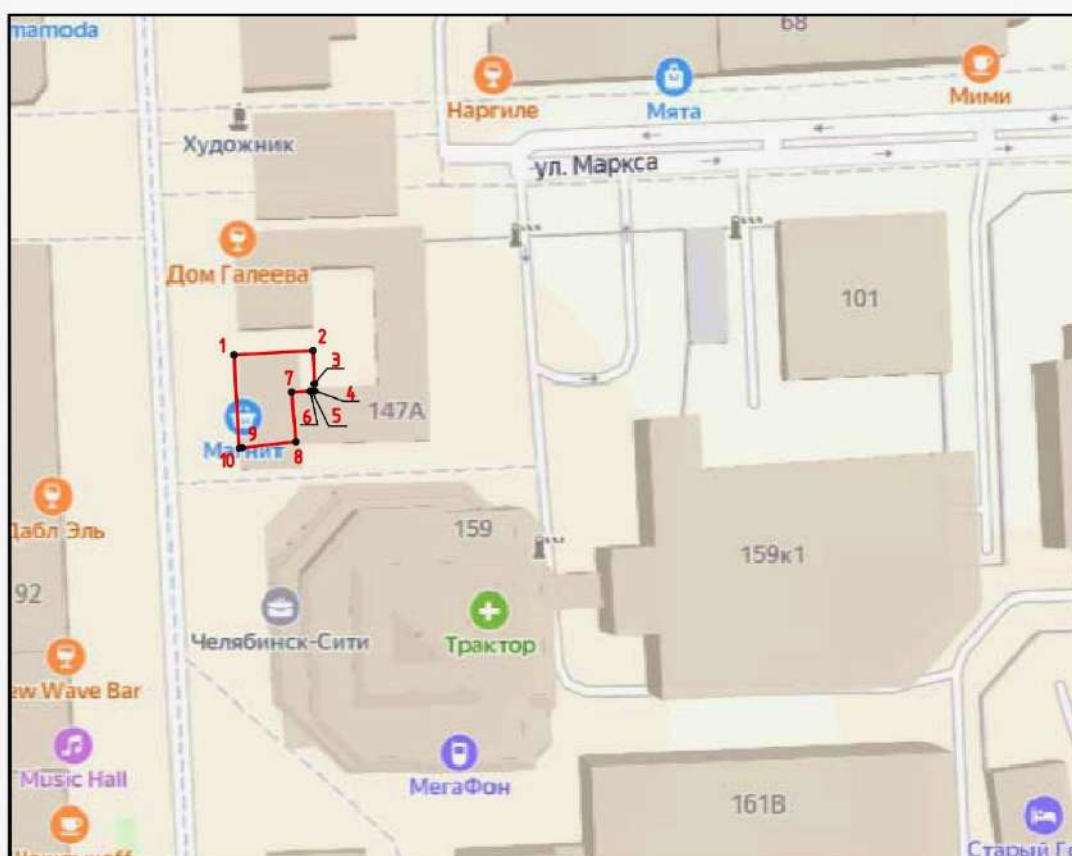 mamoda
68
Наргиле
Мята
Мими
Художник
ул. Маркса
Дом Галеева
101
1
2
3
7
4
147А
6
5
Магнит
9
10
8
Дабл Эль
159
159к1
92
Челябинск-Сити
Трактор
ew Wave Bar
Music Hall
МегаФон
161В
Старый Го